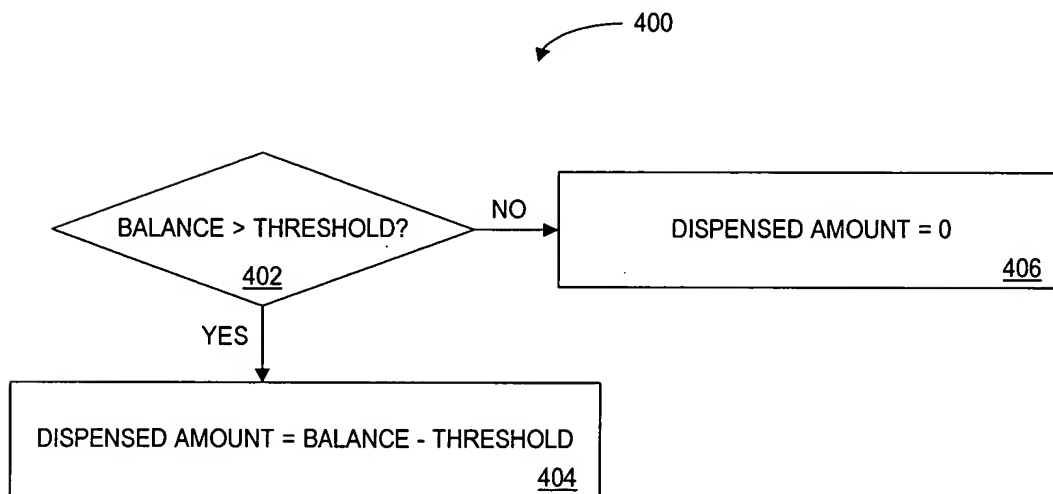 400
BALANCE > THRESHOLD?
402
NO
DISPENSED AMOUNT = 0
406
YES
DISPENSED AMOUNT = BALANCE - THRESHOLD
404